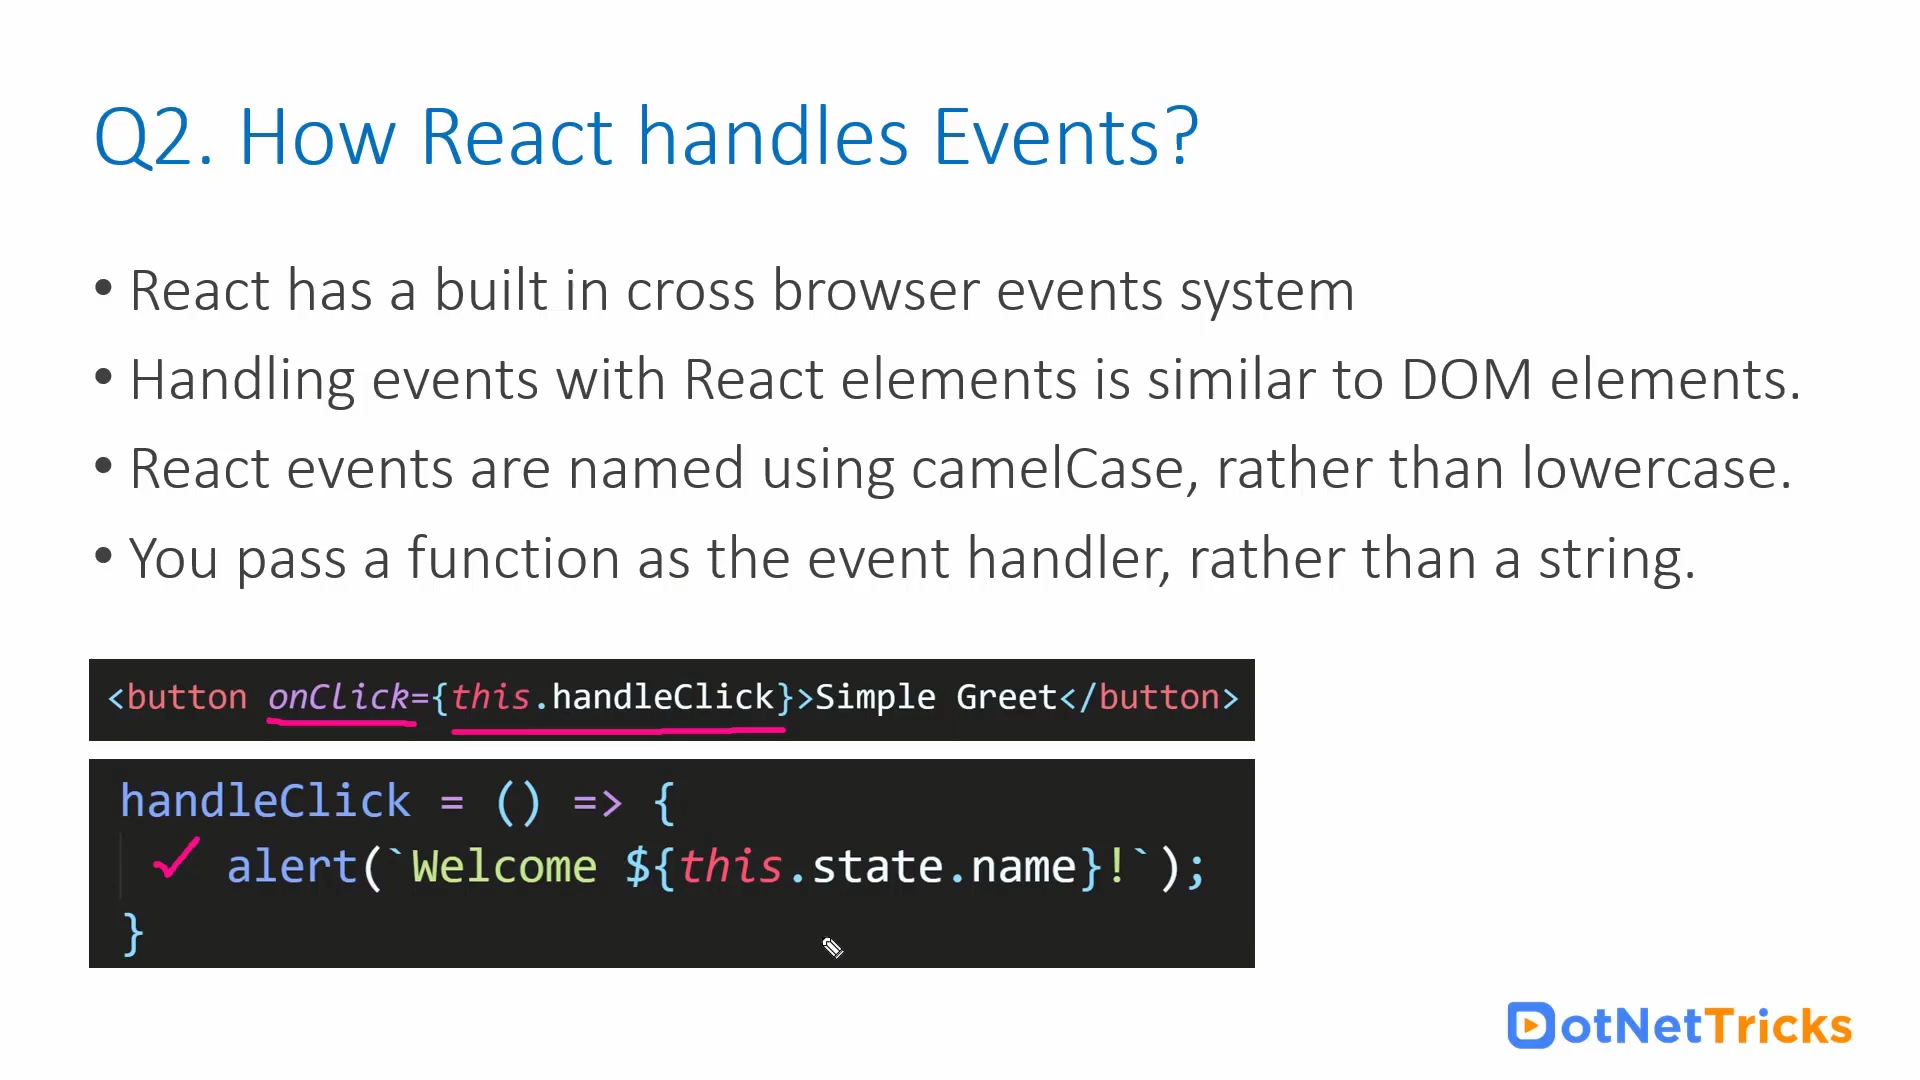 Q2. How React handles Events?
• React has a built in cross browser events system
• Handling events with React elements is similar to DOM elements.
• React events are named using camelCase, rather than lowercase.
• You pass a function as the event handler, rather than a string.
<button onClick={this.handleClick}>Simple Greet</button>
handleClick = () => {
alert(`Welcome ${this.state.name}!`);
}
DotNetTricks